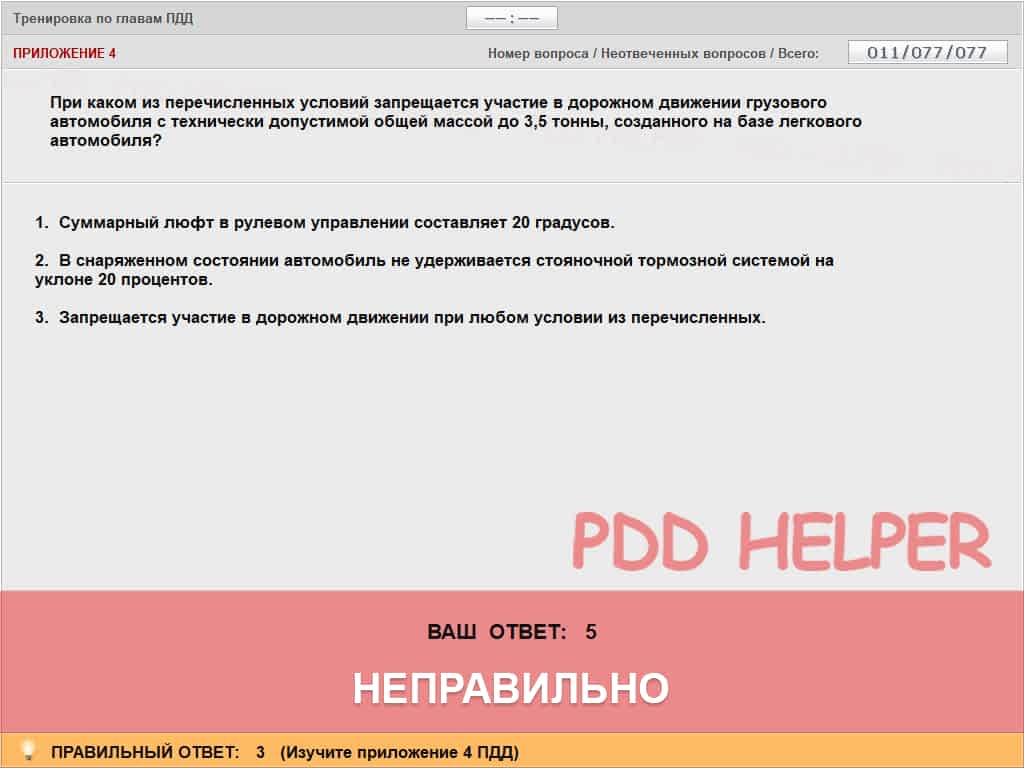 Тренировка по главам ПДД
––:––
ПРИЛОЖЕНИЕ 4
Номер вопроса / Неотвеченных вопросов / Всего:
011/077/077
При каком из перечисленных условий запрещается участие в дорожном движении грузового
автомобиля с технически допустимой общей массой до 3,5 тонны, созданного на базе легкового
автомобиля?
1. Суммарный люфт в рулевом управлении составляет 20 градусов.
2. В снаряженном состоянии автомобиль не удерживается стояночной тормозной системой на
уклоне 20 процентов.
3. Запрещается участие в дорожном движении при любом условии из перечисленных.
PDD HELPER
ВАШ ОТВЕТ: 5
НЕПРАВИЛЬНО
ПРАВИЛЬНЫЙ ОТВЕТ: 3 (Изучите приложение 4 ПДД)